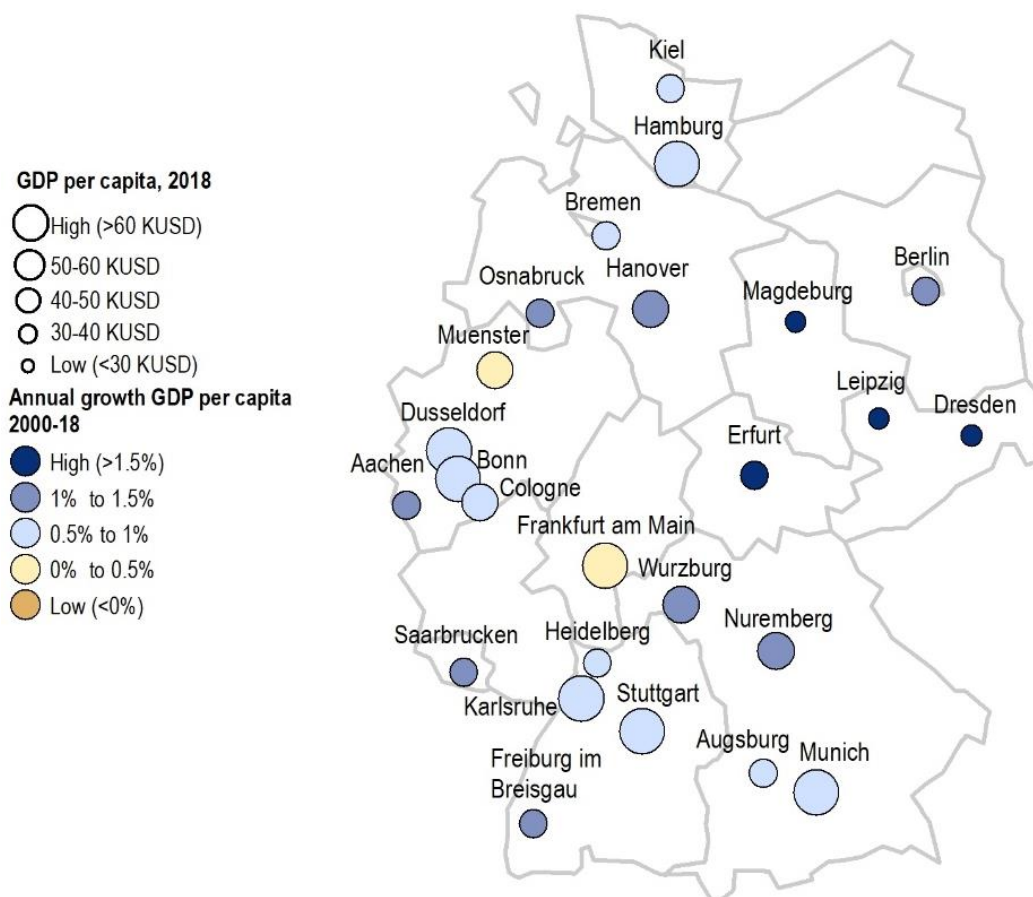 GDP per capita, 2018
High (>60 KUSD)
50-60 KUSD
40-50 KUSD
30-40 KUSD
Low (<30 KUSD)
Annual growth GDP per capita
2000-18
High (>1.5%)
1% to 1.5%
0.5% to 1%
0% to 0.5%
Low (<0%)
Kiel
Hamburg
Bremen
Osnabruck
Hanover
Magdeburg
Berlin
Muenster
Leipzig
Dresden
Dusseldorf
Erfurt
Aachen
Bonn
Cologne
Frankfurt am Main
Wurzburg
Nuremberg
Saarbrucken
Heidelberg
Karlsruhe
Stuttgart
Augsburg
Munich
Freiburg im
Breisgau